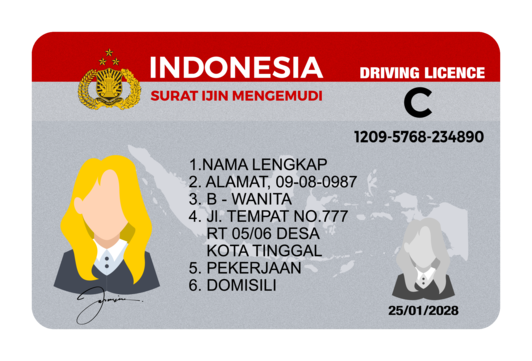 INDONESIA
SURAT IJIN MENGEMUDI
DRIVING LICENCE
C
1209-5768-234890
1.NAMA LENGKAP
2. ALAMAT, 09-08-0987
3. B - WANITA
4. Jl. TEMPAT NO.777
RT 05/06 DESA
KOTA TINGGAL
5. PEKERJAAN
6. DOMISILI
25/01/2028